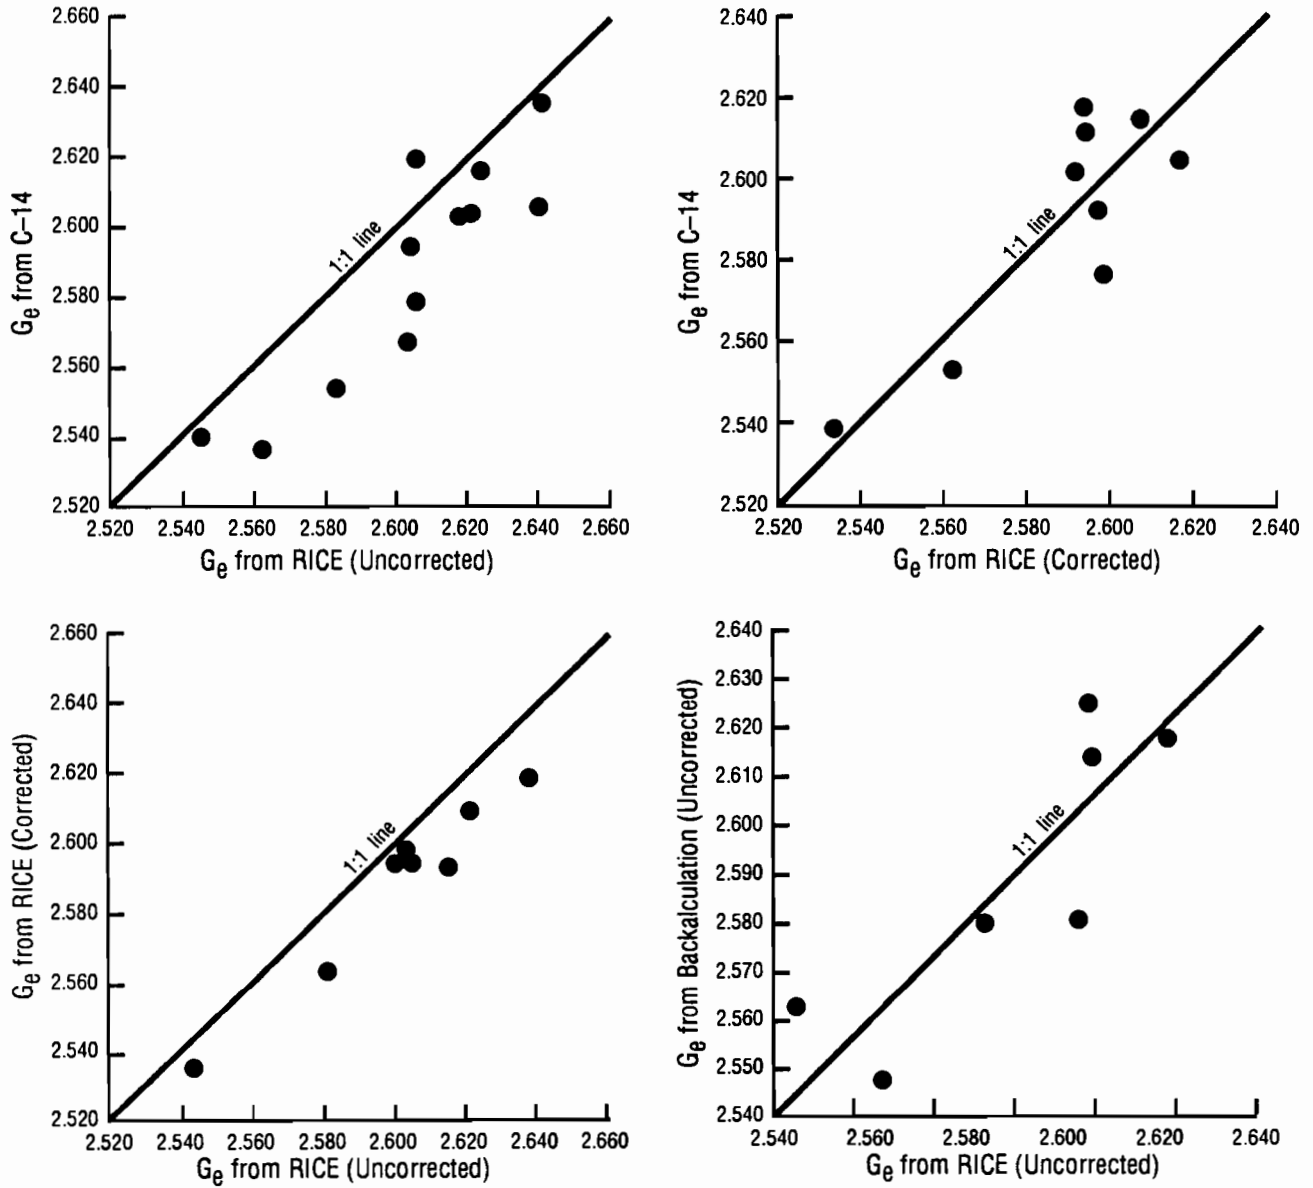 2.660
2.640
2.620
2.600
2.580
2.560
2.540
2.520
Ge from C–14
1:1 line
2.520 2.540 2.560 2.580 2.600 2.620 2.640 2.660
Ge from RICE (Uncorrected)
2.640
2.620
2.600
2.580
2.560
2.540
2.520
Ge from C–14
1:1 line
2.520 2.540 2.560 2.580 2.600 2.620 2.640
Ge from RICE (Corrected)
2.660
2.640
2.620
2.600
2.580
2.560
2.540
2.520
Ge from RICE (Corrected)
1:1 line
2.520 2.540 2.560 2.580 2.600 2.620 2.640 2.660
Ge from RICE (Uncorrected)
2.640
2.630
2.620
2.610
2.600
2.590
2.580
2.570
2.560
2.550
2.540
Ge from Backalculation (Uncorrected)
1:1 line
2.540 2.560 2.580 2.600 2.620 2.640
Ge from RICE (Uncorrected)